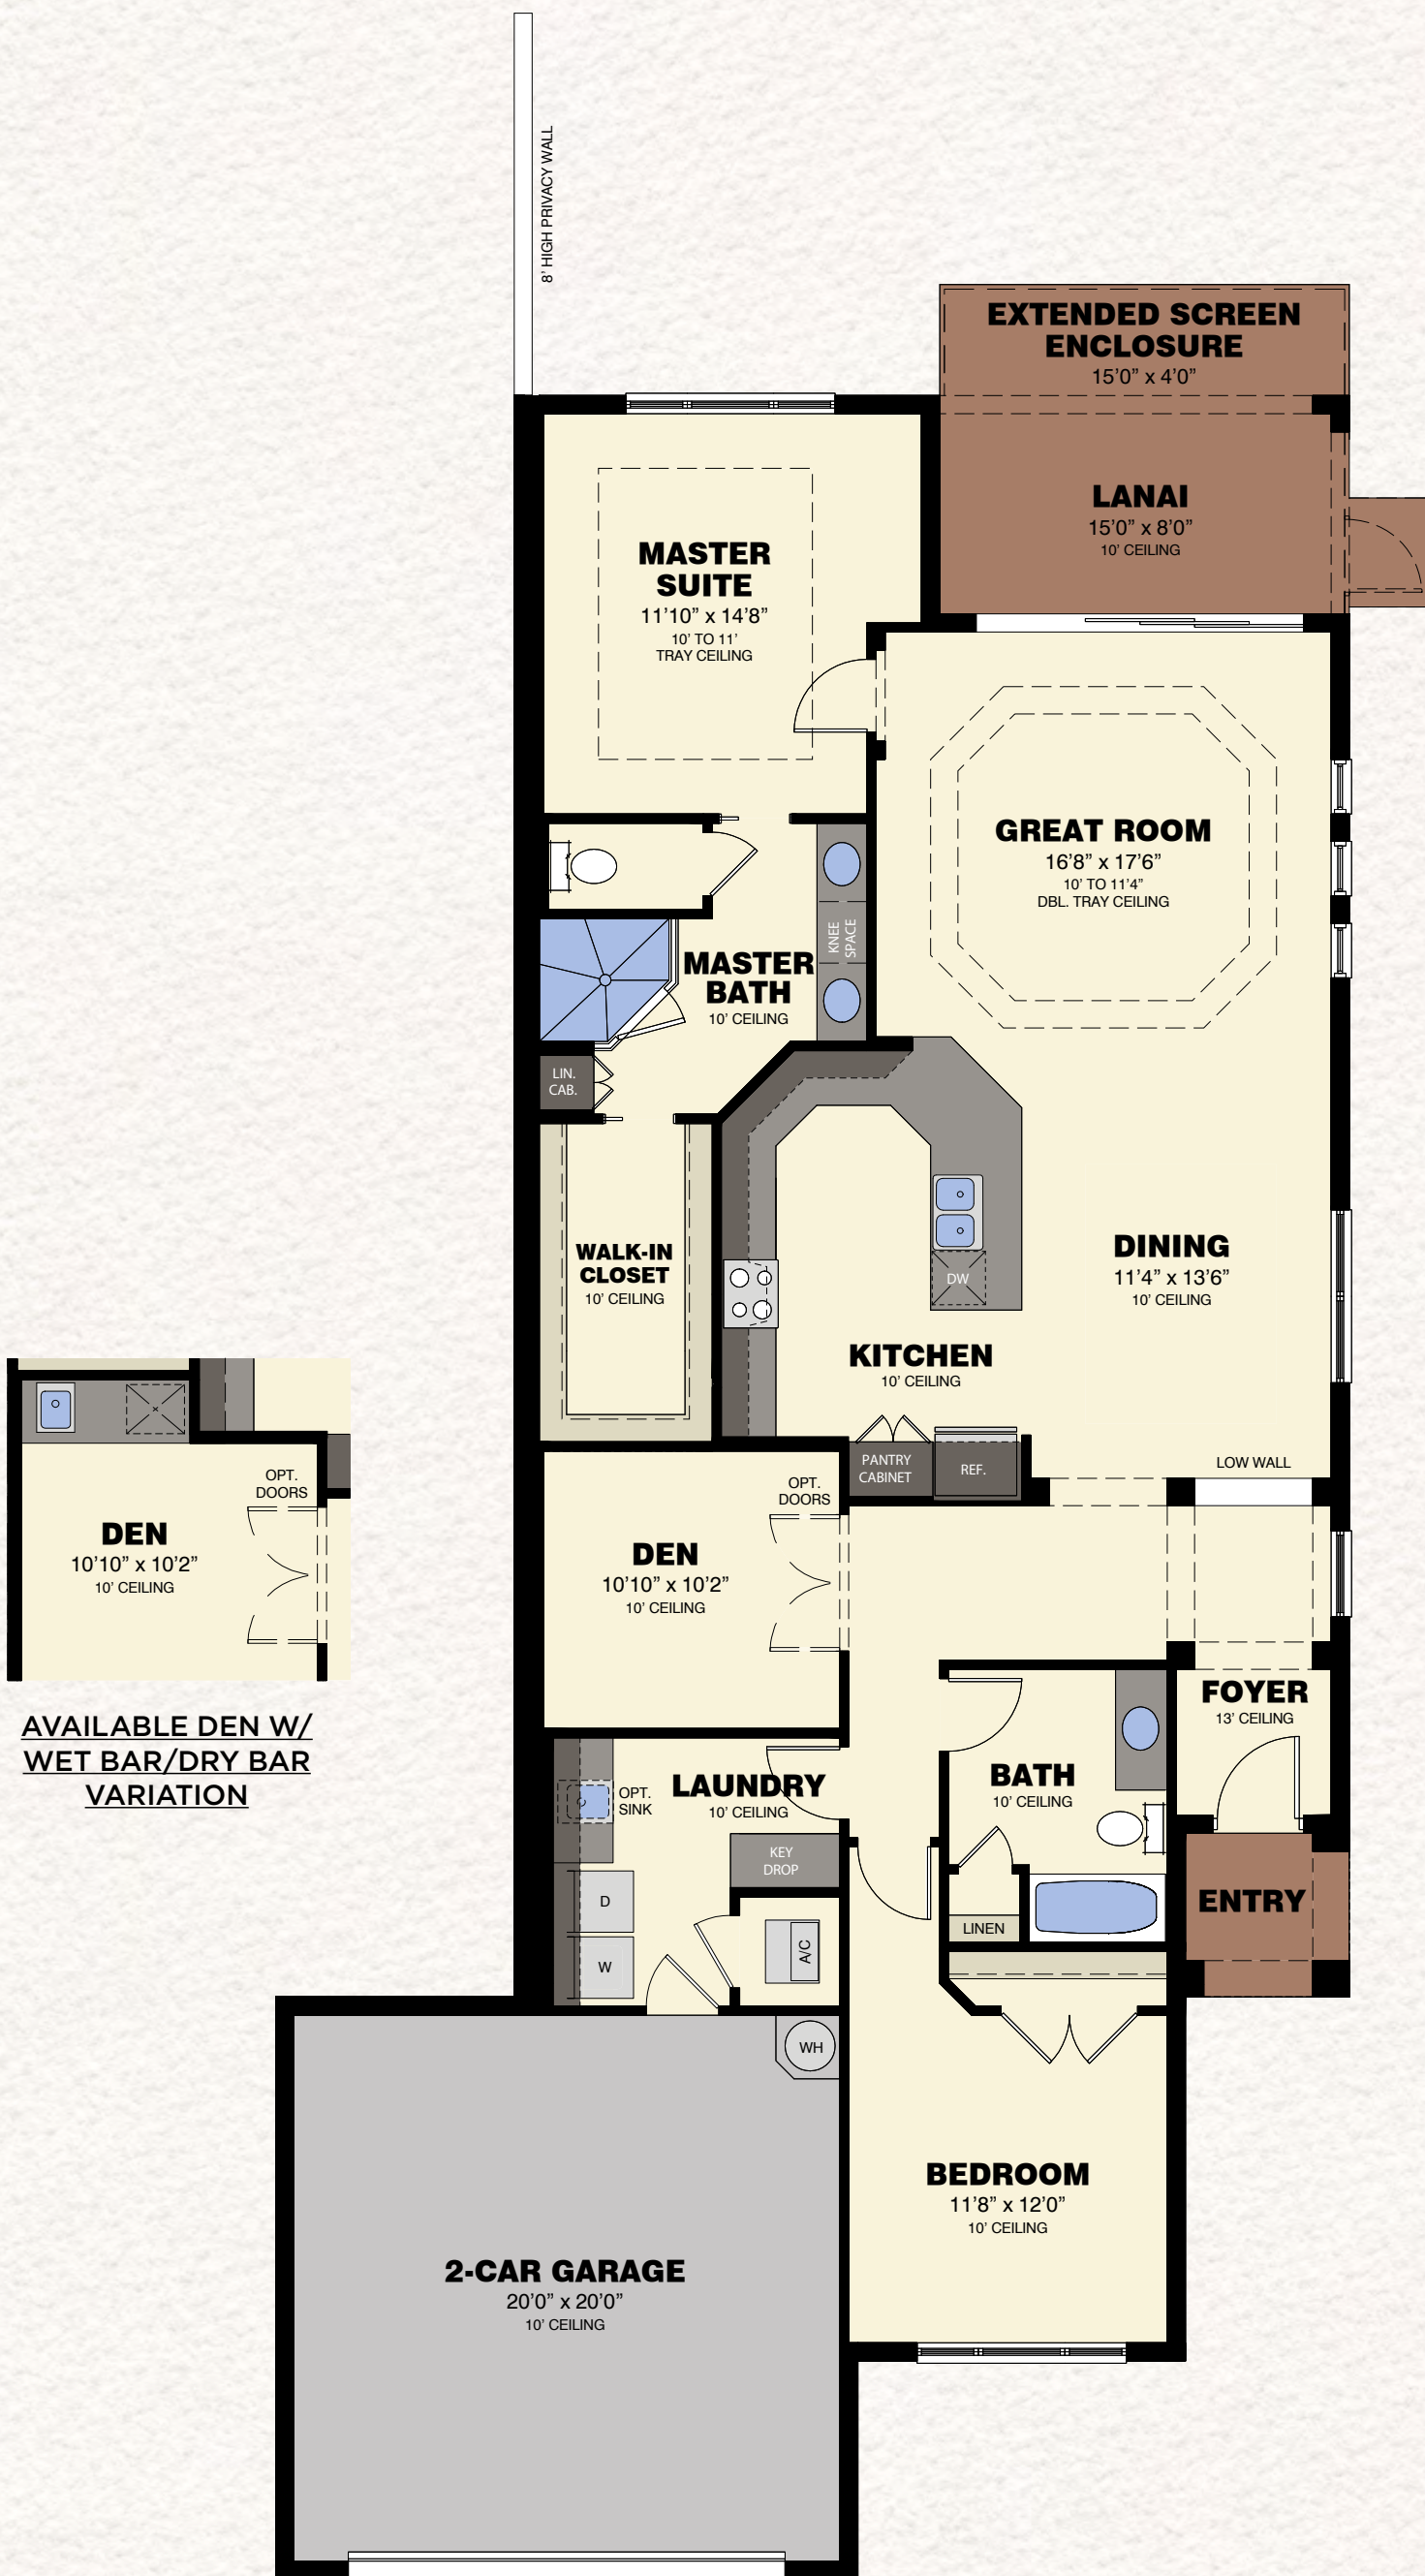 8' HIGH PRIVACY WALL
EXTENDED SCREEN
ENCLOSURE
15'0” x 4'0”
LANAI
15'0” x 8'0”
10' CEILING
MASTER
SUITE
11'10” x 14'8”
10' TO 11'
TRAY CEILING
GREAT ROOM
16'8” x 17'6”
10' TO 11'4”
DBL. TRAY CEILING
KNEE
SPACE
MASTER
BATH
10' CEILING
LIN.
CAB.
WALK-IN
CLOSET
10' CEILING
DW
DINING
11'4” x 13'6”
10' CEILING
KITCHEN
10' CEILING
PANTRY
CABINET
REF.
LOW WALL
OPT.
DOORS
DEN
10'10” x 10'2”
10' CEILING
OPT.
DOORS
DEN
10'10” x 10'2”
10' CEILING
AVAILABLE DEN W/
WET BAR/DRY BAR
VARIATION
FOYER
13' CEILING
BATH
10' CEILING
LAUNDRY
10' CEILING
OPT.
SINK
KEY
DROP
D
W
A/C
LINEN
ENTRY
WH
BEDROOM
11'8” x 12'0”
10' CEILING
2-CAR GARAGE
20'0” x 20'0”
10' CEILING